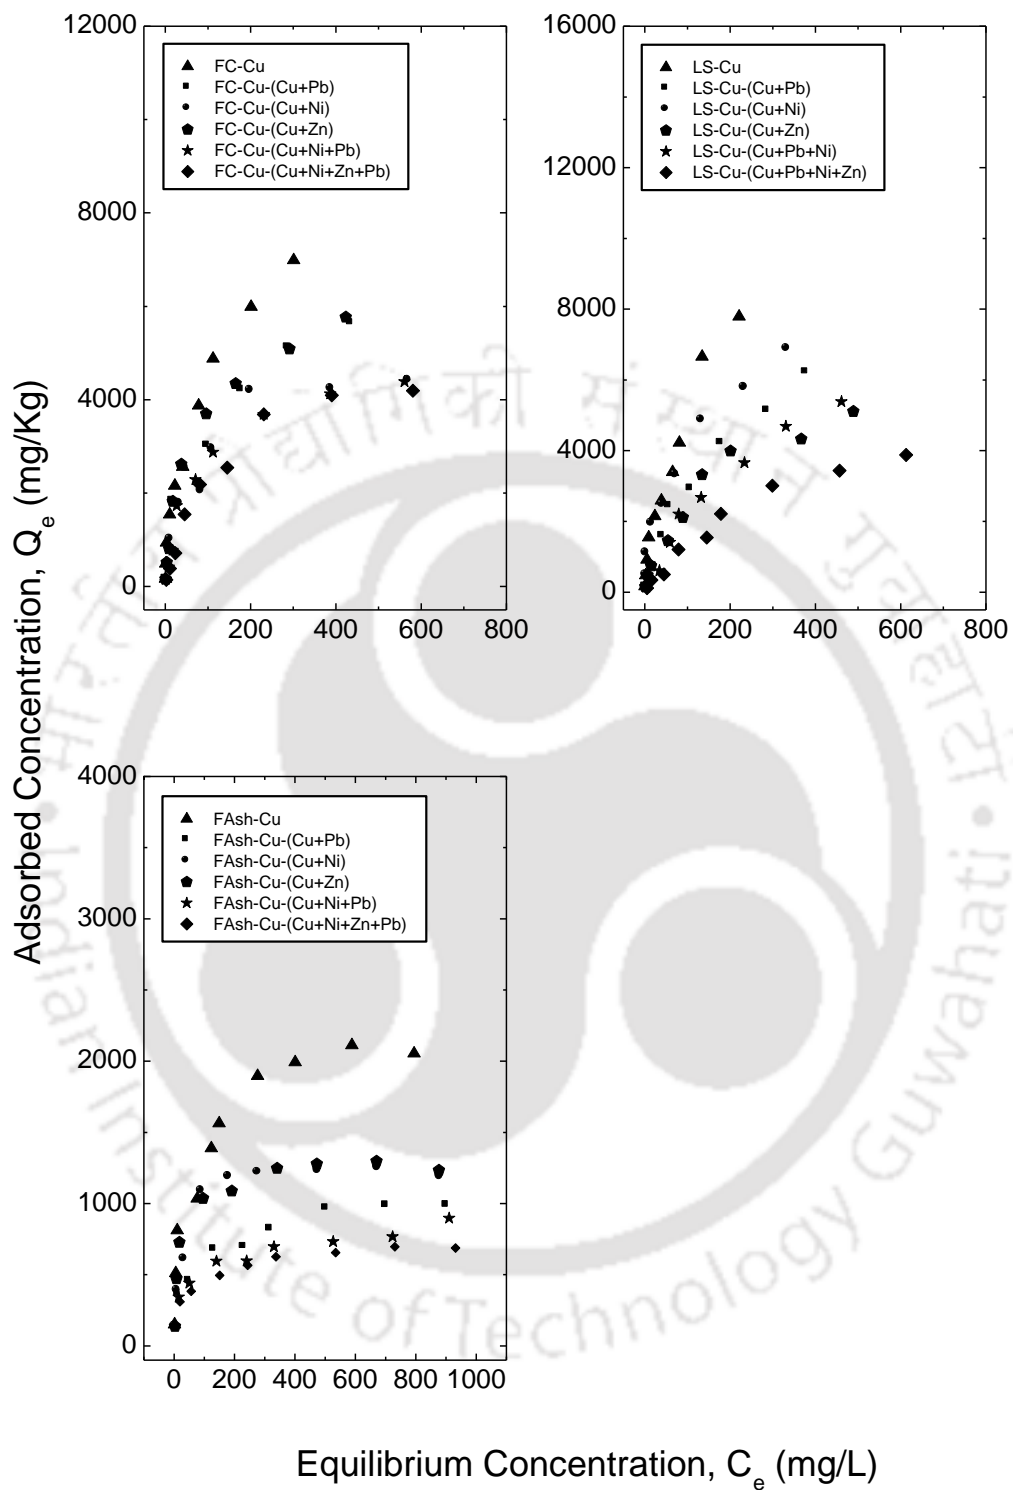 12000
8000
4000
0
0 200 400 600 800
FC-Cu
FC-Cu-(Cu+Pb)
FC-Cu-(Cu+Ni)
FC-Cu-(Cu+Zn)
FC-Cu-(Cu+Ni+Pb)
FC-Cu-(Cu+Ni+Zn+Pb)
16000
12000
8000
4000
0
0 200 400 600 800
LS-Cu
LS-Cu-(Cu+Pb)
LS-Cu-(Cu+Ni)
LS-Cu-(Cu+Zn)
LS-Cu-(Cu+Pb+Ni)
LS-Cu-(Cu+Pb+Ni+Zn)
Adsorbed Concentration, Qe (mg/Kg)
4000
3000
2000
1000
0
0 200 400 600 800 1000
FAsh-Cu
FAsh-Cu-(Cu+Pb)
FAsh-Cu-(Cu+Ni)
FAsh-Cu-(Cu+Zn)
FAsh-Cu-(Cu+Ni+Pb)
FAsh-Cu-(Cu+Ni+Zn+Pb)
Equilibrium Concentration, Ce (mg/L)
Indian Institute of Technology Guwahati